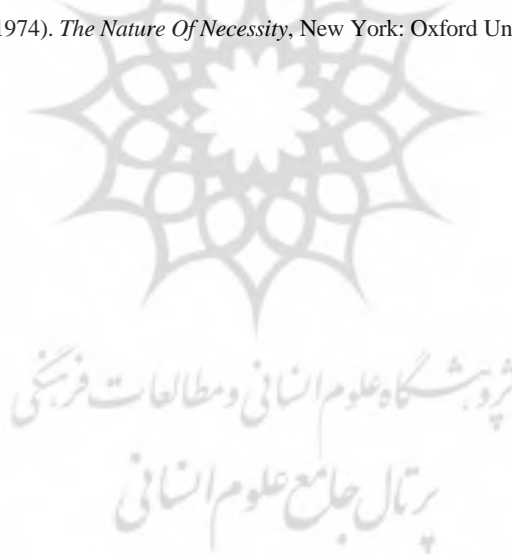 1974). The Nature Of Necessity, New York: Oxford Un
پژوهشگاه علوم انسانی و مطالعات فرهنگی
پرتال جامع علوم انسانی